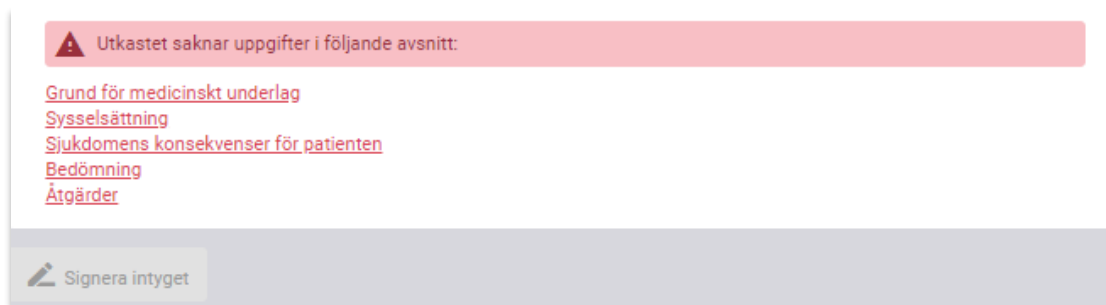 Utkastet saknar uppgifter i följande avsnitt:
Grund för medicinskt underlag
Sysselsättning
Sjukdomens konsekvenser för patienten
Bedömning
Åtgärder
Signera intyget